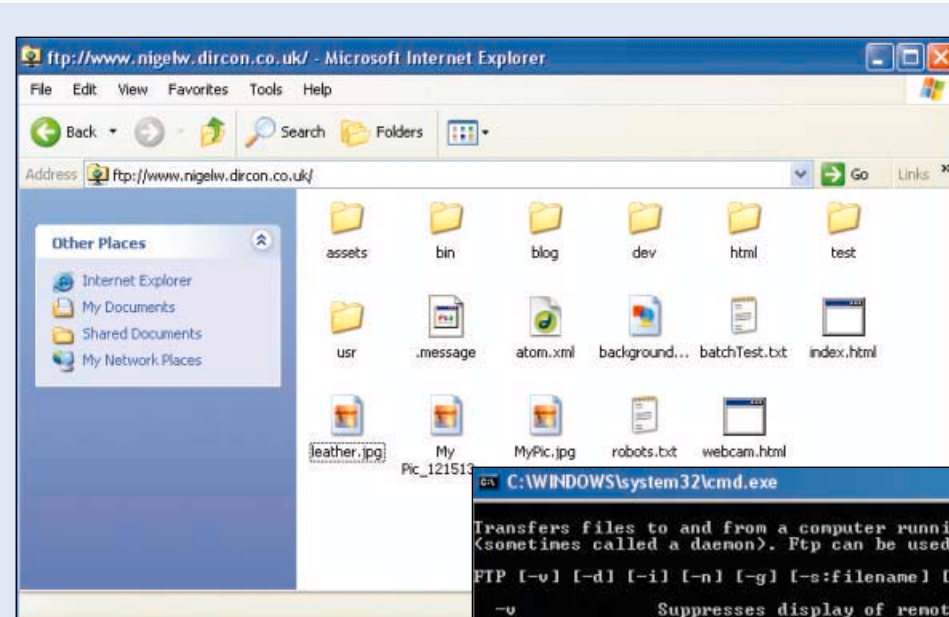 ftp://www.nigelw.dircon.co.uk/ - Microsoft Internet Explorer
File Edit View Favorites Tools Help
Back Search Folders
Address ftp://www.nigelw.dircon.co.uk/ Go Links »
Other Places
Internet Explorer
My Documents
Shared Documents
My Network Places
assets bin blog dev html test
usr .message atom.xml background... batchTest.txt index.html
leather.jpg My Pic_121513 MyPic.jpg robots.txt webcam.html
C:\WINDOWS\system32\cmd.exe
Transfers files to and from a computer runni
(sometimes called a daemon). Ftp can be used
FTP [-v] [-d] [-i] [-n] [-g] [-s:filename] [
-v Suppresses display of remot